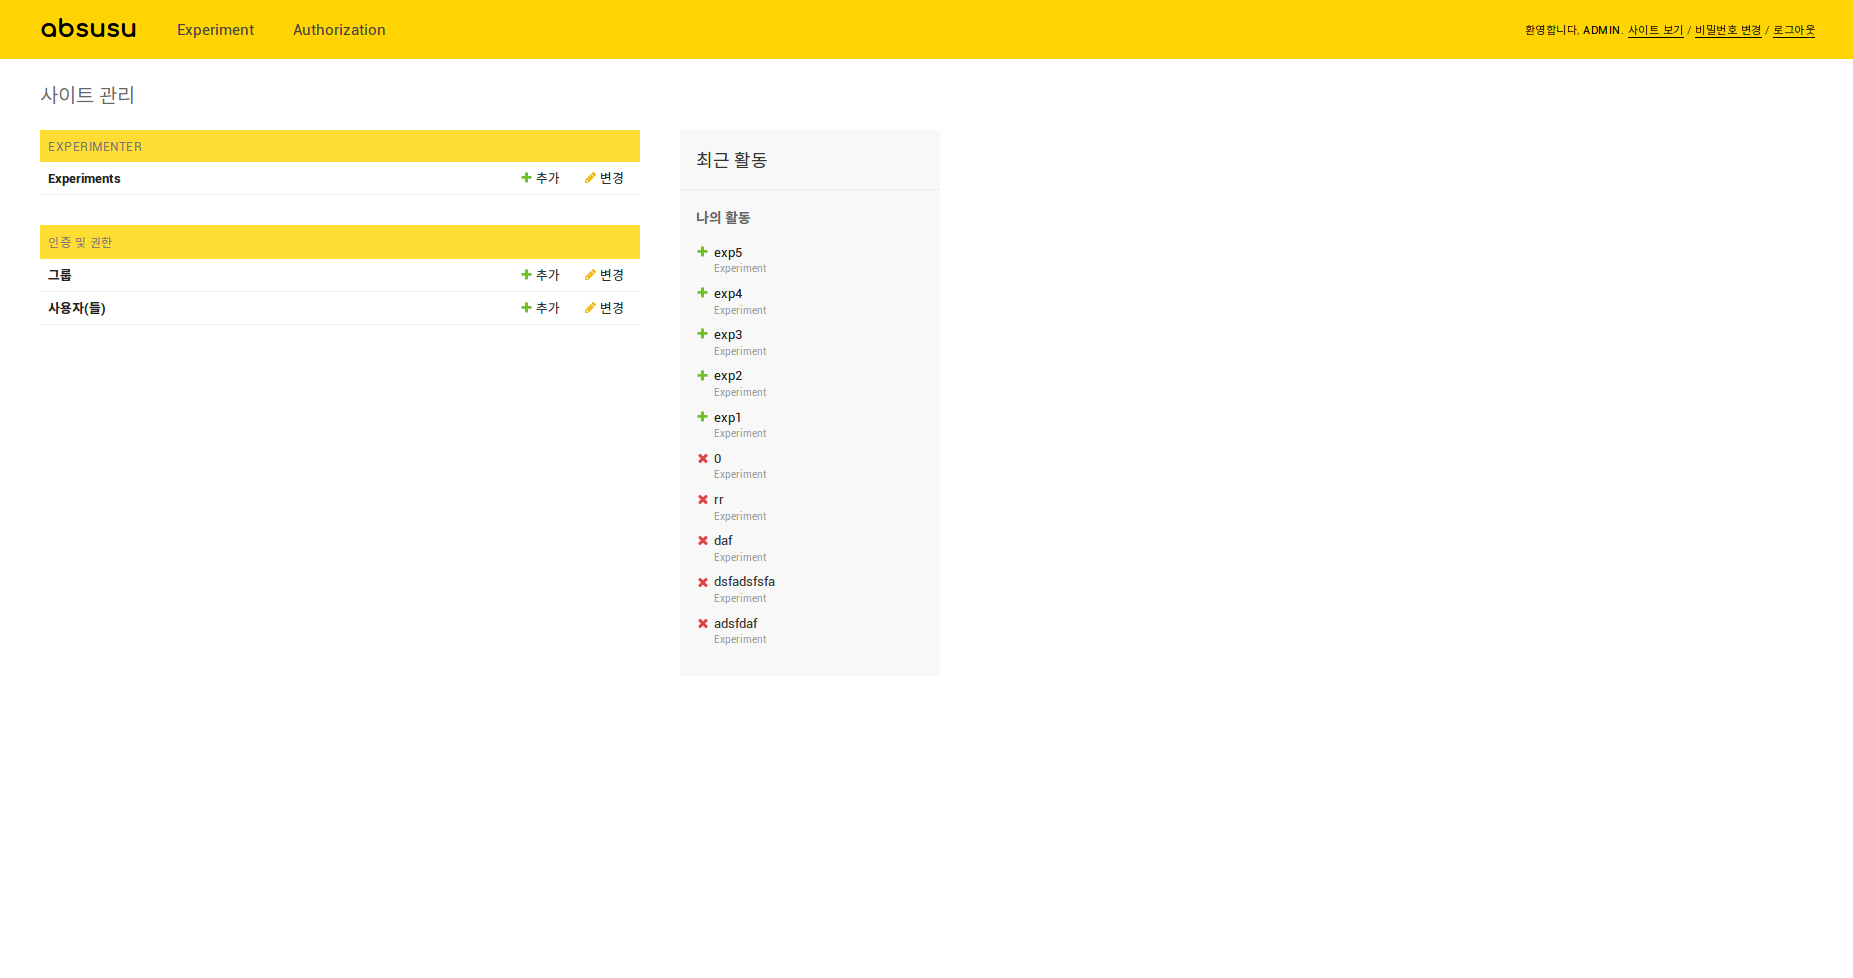 absusu Experiment Authorization 환영합니다, ADMIN. 사이트 보기 / 비밀번호 변경 / 로그아웃
사이트 관리
EXPERIMENTER
Experiments 추가 변경
인증 및 권한
그룹 추가 변경
사용자(들) 추가 변경
최근 활동
나의 활동
exp5
Experiment
exp4
Experiment
exp3
Experiment
exp2
Experiment
exp1
Experiment
0
Experiment
rr
Experiment
daf
Experiment
dsfadsfsfa
Experiment
adsfdaf
Experiment